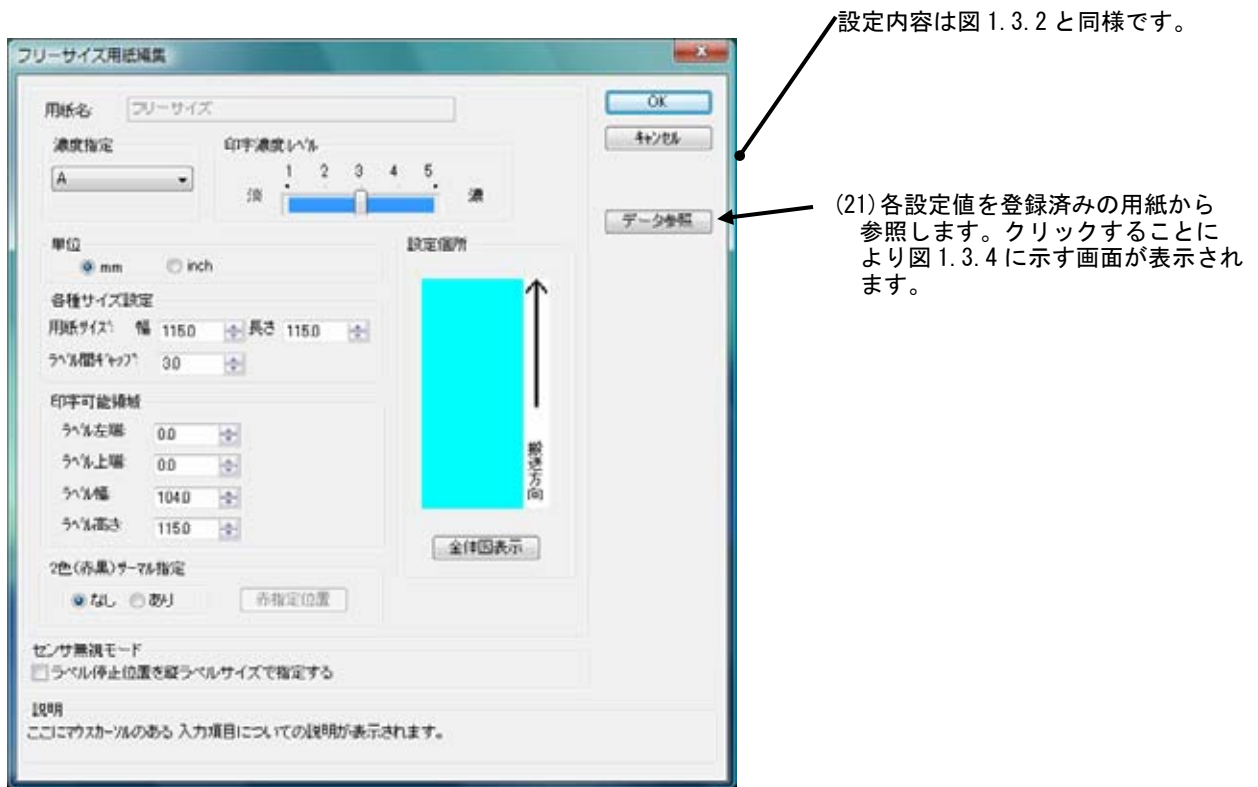 設定内容は図 1.3.2 と同様です。
フリーサイズ用紙編集
用紙名: フリーサイズ
OK
キャンセル
濃度指定
A
印字濃度ﾚﾍﾞﾙ
1 2 3 4 5
淡 濃
データ参照
(21)各設定値を登録済みの用紙から
参照します。クリックすることに
より図 1.3.4 に示す画面が表示され
ます。
単位
mm inch
設定個所
各種サイズ設定
用紙ｻｲｽﾞ: 幅 115.0 長さ 115.0
ﾗﾍﾞﾙ間ｷﾞｬｯﾌﾟ: 3.0
印字可能領域
ﾗﾍﾞﾙ左端: 0.0
ﾗﾍﾞﾙ上端: 0.0
ﾗﾍﾞﾙ幅: 104.0
ﾗﾍﾞﾙ高さ: 115.0
搬送方向
全体図表示
2色(赤黒)ｻｰﾏﾙ指定
なし あり 赤指定位置
センサ無視モード
ラベル停止位置を縦ラベルサイズで指定する
説明
ここにﾏｳｽｶｰｿﾙのある 入力項目についての説明が表示されます。